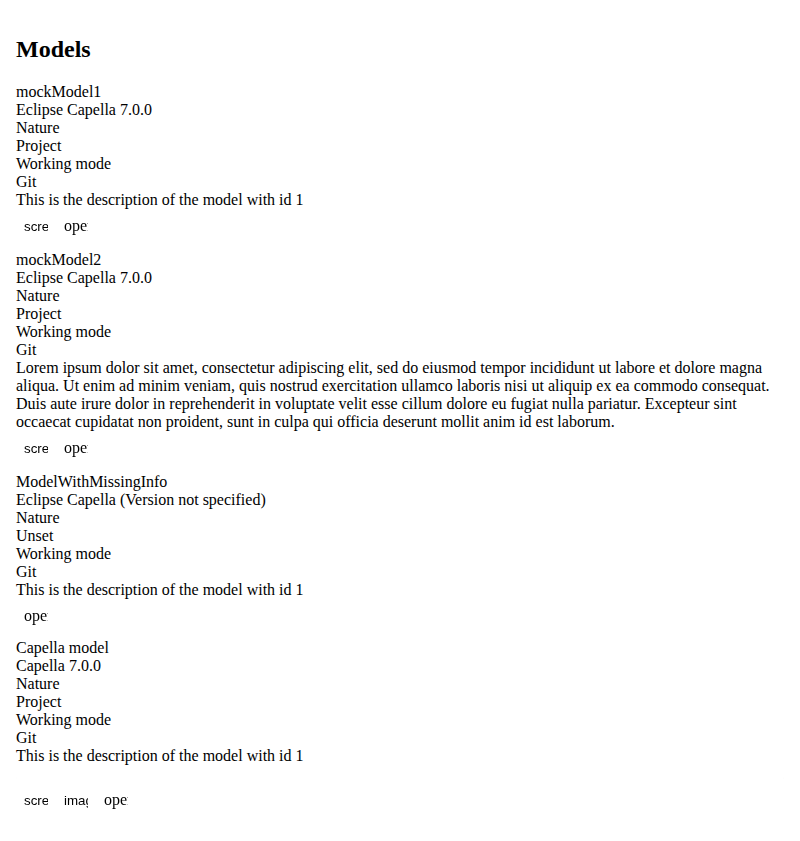 Models
mockModel1
Eclipse Capella 7.0.0
Nature
Project
Working mode
Git
This is the description of the model with id 1
scre ope
mockModel2
Eclipse Capella 7.0.0
Nature
Project
Working mode
Git
Lorem ipsum dolor sit amet, consectetur adipiscing elit, sed do eiusmod tempor incididunt ut labore et dolore magna
aliqua. Ut enim ad minim veniam, quis nostrud exercitation ullamco laboris nisi ut aliquip ex ea commodo consequat.
Duis aute irure dolor in reprehenderit in voluptate velit esse cillum dolore eu fugiat nulla pariatur. Excepteur sint
occaecat cupidatat non proident, sunt in culpa qui officia deserunt mollit anim id est laborum.
scre ope
ModelWithMissingInfo
Eclipse Capella (Version not specified)
Nature
Unset
Working mode
Git
This is the description of the model with id 1
ope
Capella model
Capella 7.0.0
Nature
Project
Working mode
Git
This is the description of the model with id 1
scre imag ope